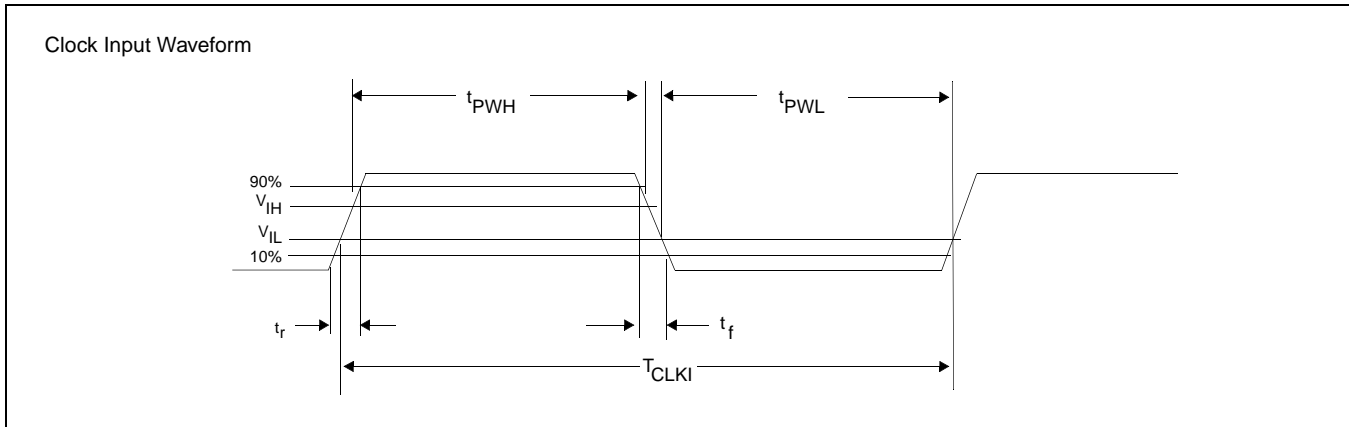 Clock Input Waveform
tPWH
tPWL
90%
VIH
VIL
10%
tr
tf
TCLKI